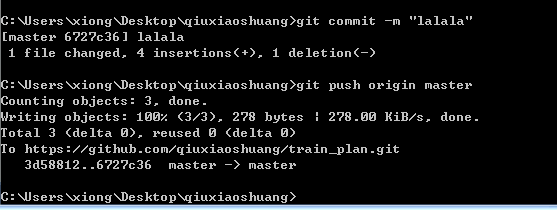 C:\Users\xiong\Desktop\qiuxiaoshuang>git commit -m "lalala"
[master 6727c36] lalala
 1 file changed, 4 insertions(+), 1 deletion(-)
C:\Users\xiong\Desktop\qiuxiaoshuang>git push origin master
Counting objects: 3, done.
Writing objects: 100% (3/3), 278 bytes | 278.00 KiB/s, done.
Total 3 (delta 0), reused 0 (delta 0)
To https://github.com/qiuxiaoshuang/train_plan.git
   3d58812..6727c36  master -> master
C:\Users\xiong\Desktop\qiuxiaoshuang>